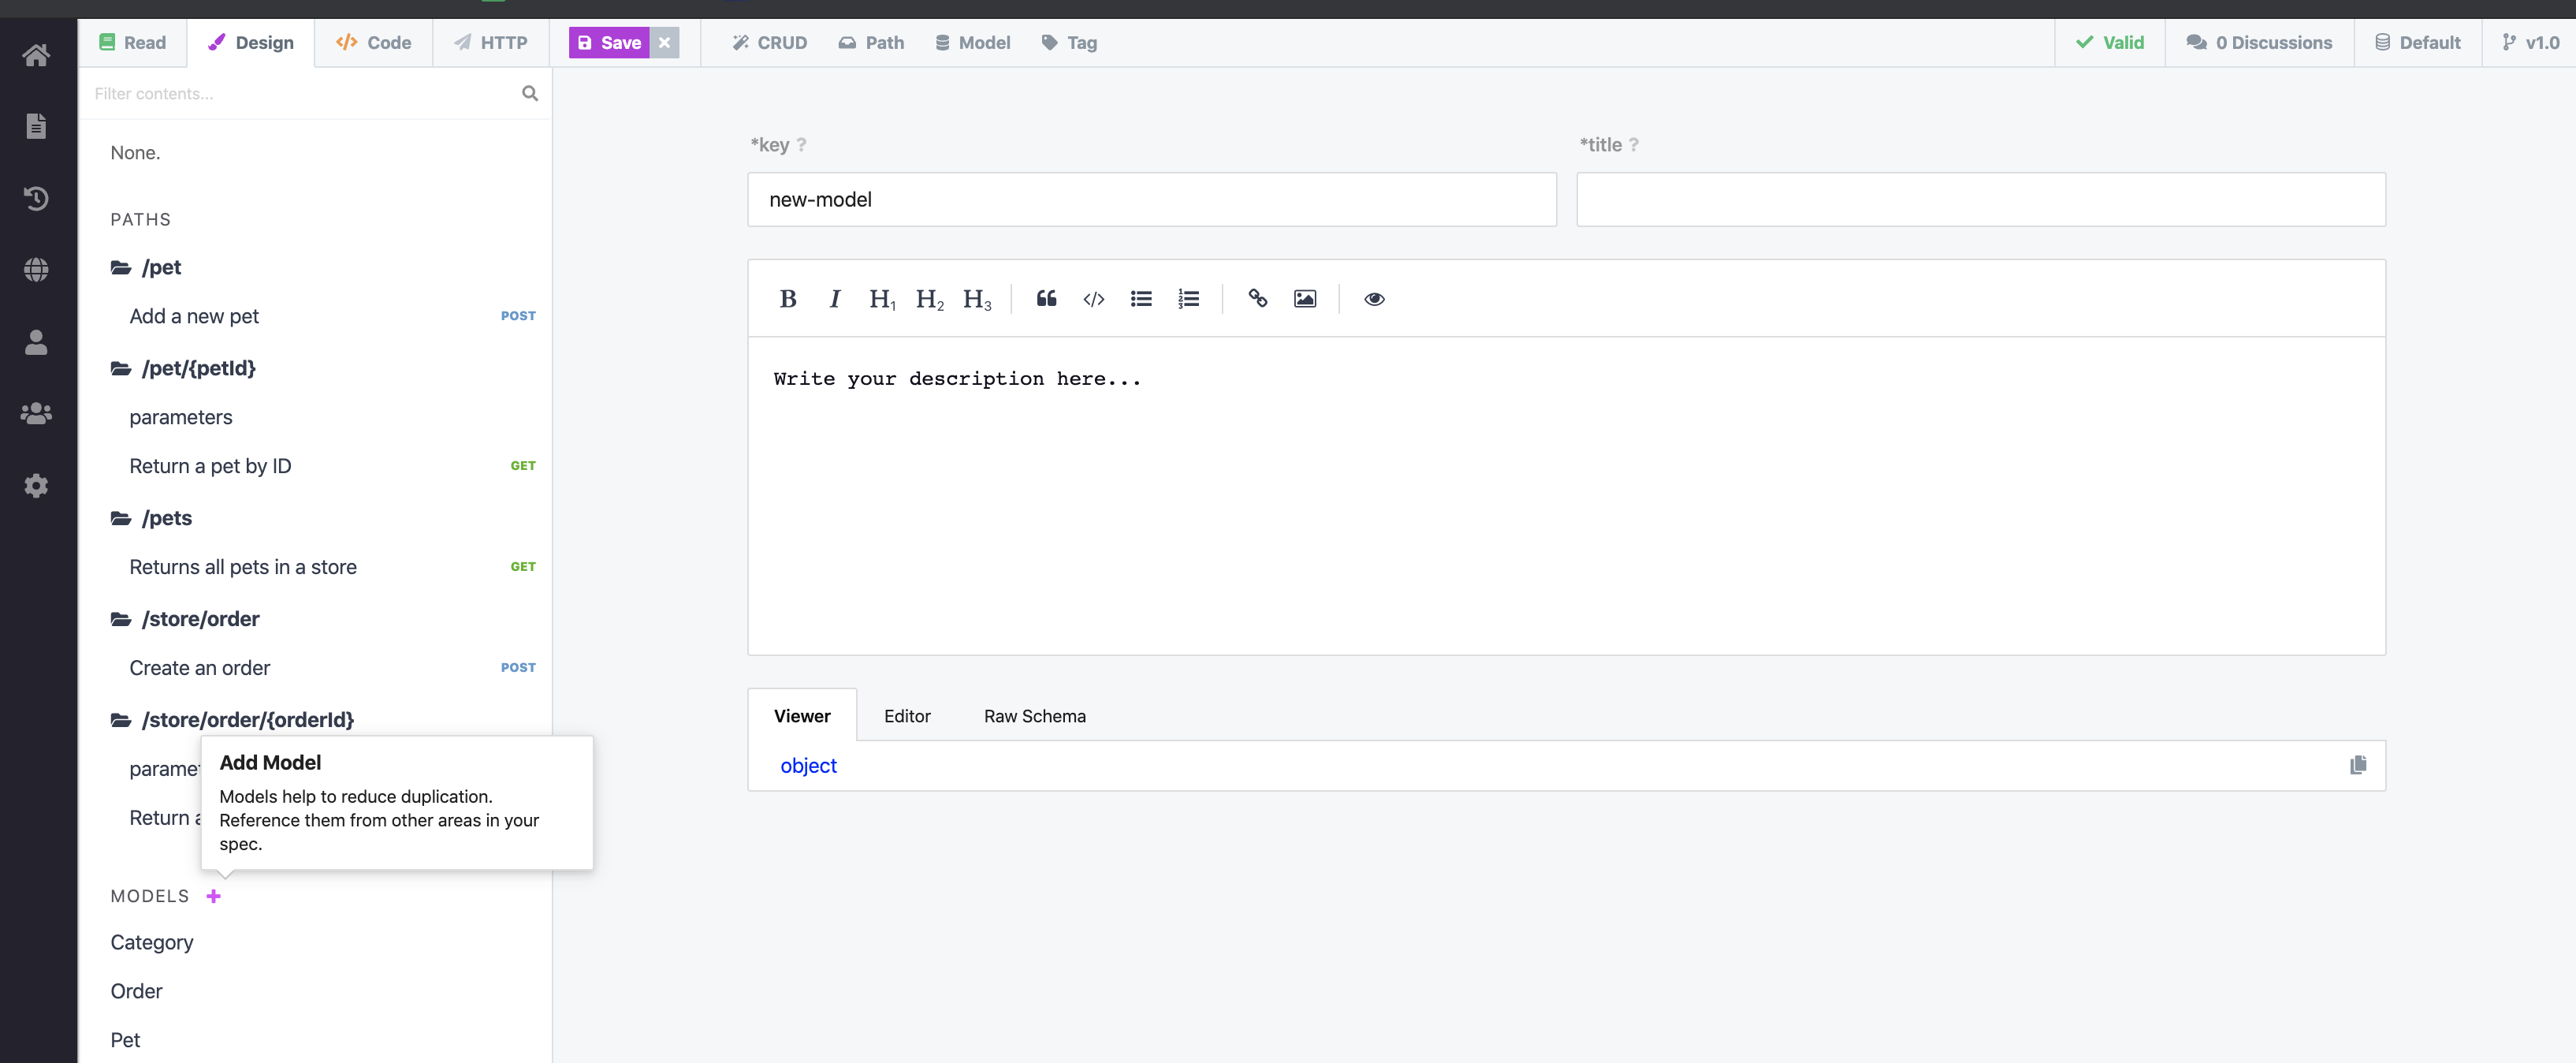 Read Design Code HTTP Save CRUD Path Model Tag Valid 0 Discussions Default v1.0
Filter contents...
None.
PATHS
/pet
Add a new pet POST
/pet/{petId}
parameters
Return a pet by ID GET
/pets
Returns all pets in a store GET
/store/order
Create an order POST
/store/order/{orderId}
parame
Return a
Add Model
Models help to reduce duplication.
Reference them from other areas in your
spec.
MODELS
Category
Order
Pet
*key ? *title ?
new-model
B I H1 H2 H3
Write your description here...
Viewer Editor Raw Schema
object